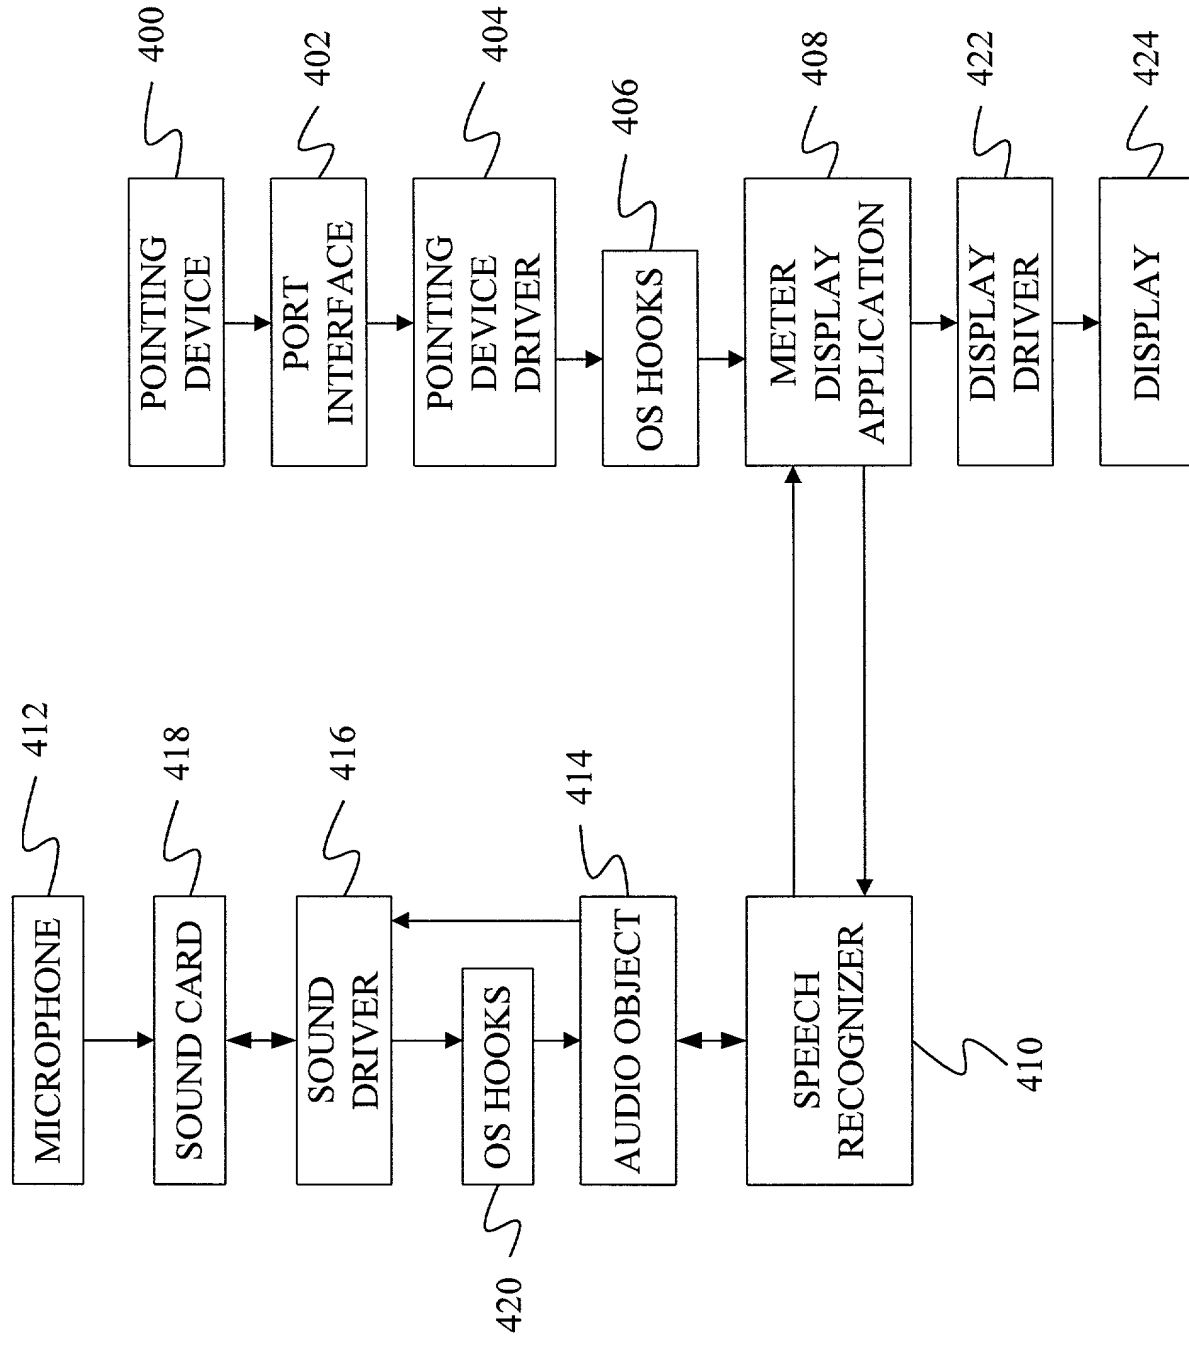 MICROPHONE
412
SOUND CARD
418
SOUND
DRIVER
416
OS HOOKS
420
AUDIO OBJECT
414
SPEECH
RECOGNIZER
410
POINTING
DEVICE
400
PORT
INTERFACE
402
POINTING
DEVICE
DRIVER
404
OS HOOKS
406
METER
DISPLAY
APPLICATION
408
DISPLAY
DRIVER
422
DISPLAY
424